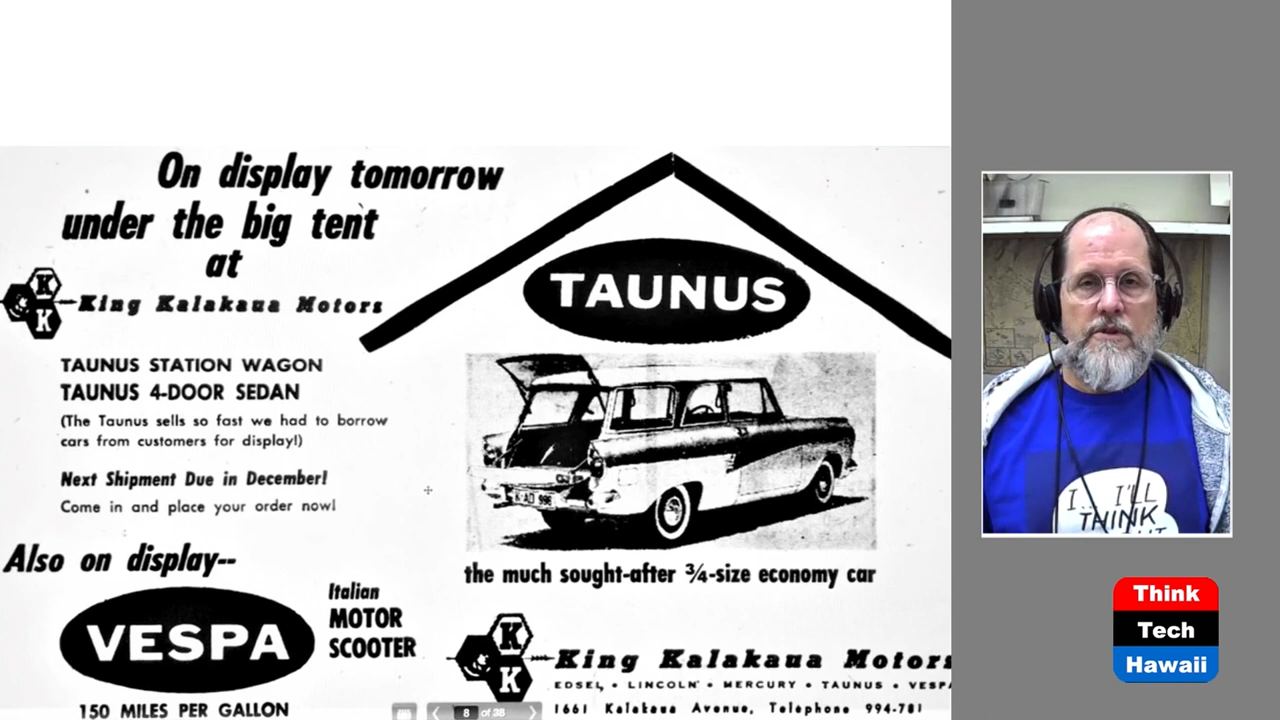 On display tomorrow
under the big tent
at
K
K
King Kalakaua Motors
TAUNUS STATION WAGON
TAUNUS 4-DOOR SEDAN
(The Taunus sells so fast we had to borrow
cars from customers for display!)
Next Shipment Due in December!
Come in and place your order now!
Also on display--
VESPA
Italian
MOTOR
SCOOTER
150 MILES PER GALLON
TAUNUS
the much sought-after ¾-size economy car
K
K
King Kalakaua Motors
EDSEL • LINCOLN • MERCURY • TAUNUS • VESPA
1661 Kalakaua Avenue, Telephone 994-781
8 of 38
I... I'LL
THINK
Think
Tech
Hawaii